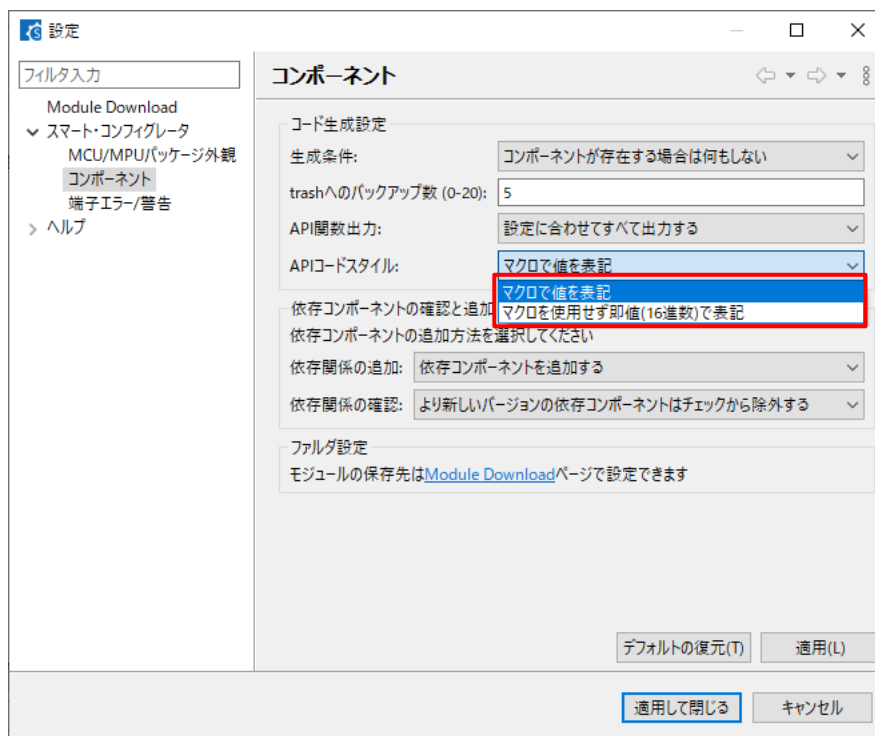 設定
フィルタ入力
Module Download
スマート・コンフィグレータ
MCU/MPUパッケージ外観
コンポーネント
端子エラー/警告
ヘルプ
コンポーネント
コード生成設定
生成条件: コンポーネントが存在する場合は何もしない
trashへのバックアップ数 (0-20): 5
API関数出力: 設定に合わせてすべて出力する
APIコードスタイル: マクロで値を表記
マクロで値を表記
マクロを使用せず即値(16進数)で表記
依存コンポーネントの確認と追加
依存コンポーネントの追加方法を選択してください
依存関係の追加: 依存コンポーネントを追加する
依存関係の確認: より新しいバージョンの依存コンポーネントはチェックから除外する
ファルダ設定
モジュールの保存先はModule Downloadページで設定できます
デフォルトの復元(T) 適用(L)
適用して閉じる キャンセル